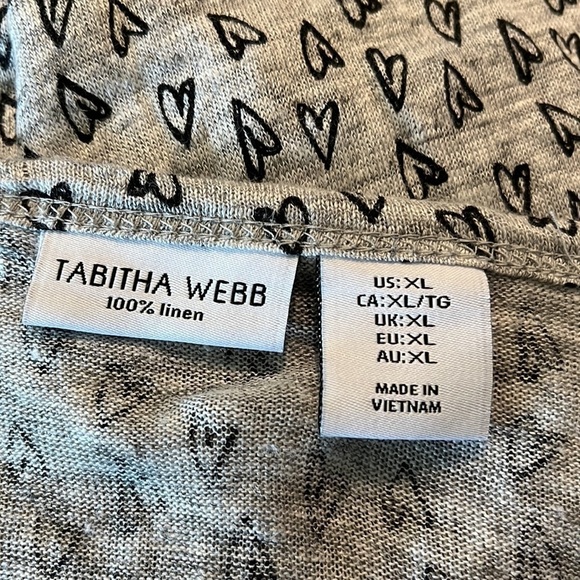 TABITHA WEBB
100% linen
US:XL
CA:XL/TG
UK:XL
EU:XL
AU:XL
MADE IN
VIETNAM